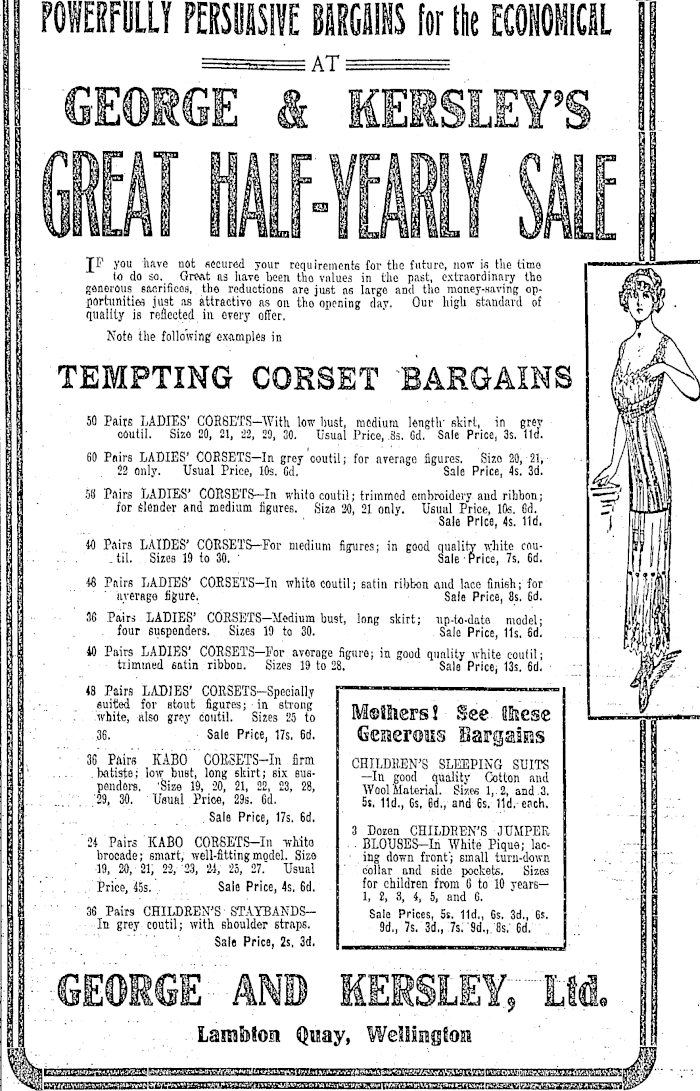 POWERFULLY PERSUASIVE BARGAINS for the ECONOMICAL
AT
GEORGE & KERSLEY'S
GREAT HALF-YEARLY SALE
IF you have not secured your requirements for the future, now is the time
to do so. Great as have been the values in the past, extraordinary the
generous sacrifices, the reductions are just as large and the money-saving op-
portunities just as attractive as on the opening day. Our high standard of
quality is reflected in every offer.
Note the following examples in
TEMPTING CORSET BARGAINS
50 Pairs LADIES' CORSETS—With low bust, medium length skirt, in grey
coutil. Size 20, 21, 22, 29, 30. Usual Price, 8s. 6d. Sale Price, 3s. 11d.
60 Pairs LADIES' CORSETS—In grey coutil; for average figures. Size 20, 21,
22 only. Usual Price, 10s. 6d. Sale Price, 4s. 3d.
56 Pairs LADIES' CORSETS—In white coutil; trimmed embroidery and ribbon;
for slender and medium figures. Size 20, 21 only. Usual Price, 10s. 6d.
Sale Price, 4s. 11d.
40 Pairs LAIDES' CORSETS—For medium figures; in good quality white cou-
til. Sizes 19 to 30. Sale Price, 7s. 6d.
48 Pairs LADIES' CORSETS—In white coutil; satin ribbon and lace finish; for
average figure. Sale Price, 8s. 6d.
36 Pairs LADIES' CORSETS—Medium bust, long skirt; up-to-date model;
four suspenders. Sizes 19 to 30. Sale Price, 11s. 6d.
40 Pairs LADIES' CORSETS—For average figure; in good quality white coutil;
trimmed satin ribbon. Sizes 19 to 28. Sale Price, 13s. 6d.
48 Pairs LADIES' CORSETS—Specially
suited for stout figures; in strong
white, also grey coutil. Sizes 25 to
36. Sale Price, 17s. 6d.
36 Pairs KABO CORSETS—In firm
batiste; low bust, long skirt; six sus-
penders. Size 19, 20, 21, 22, 23, 28,
29, 30. Usual Price, 29s. 6d.
Sale Price, 17s. 6d.
24 Pairs KABO CORSETS—In white
brocade; smart, well-fitting model. Size
19, 20, 21, 22, 23, 24, 25, 27. Usual
Price, 45s. Sale Price, 4s. 6d.
36 Pairs CHILDREN'S STAYBANDS—
In grey coutil; with shoulder straps.
Sale Price, 2s. 3d.
Mothers! See these
Generous Bargains
CHILDREN'S SLEEPING SUITS
—In good quality Cotton and
Wool Material. Sizes 1, 2, and 3.
5s. 11d., 6s. 6d., and 6s. 11d. each.
3 Dozen CHILDREN'S JUMPER
BLOUSES—In White Pique; lac-
ing down front; small turn-down
collar and side pockets. Sizes
for children from 6 to 10 years—
1, 2, 3, 4, 5, and 6.
Sale Prices, 5s. 11d., 6s. 3d., 6s.
9d., 7s. 3d., 7s. 9d., 8s. 6d.
GEORGE AND KERSLEY, Ltd.
Lambton Quay, Wellington